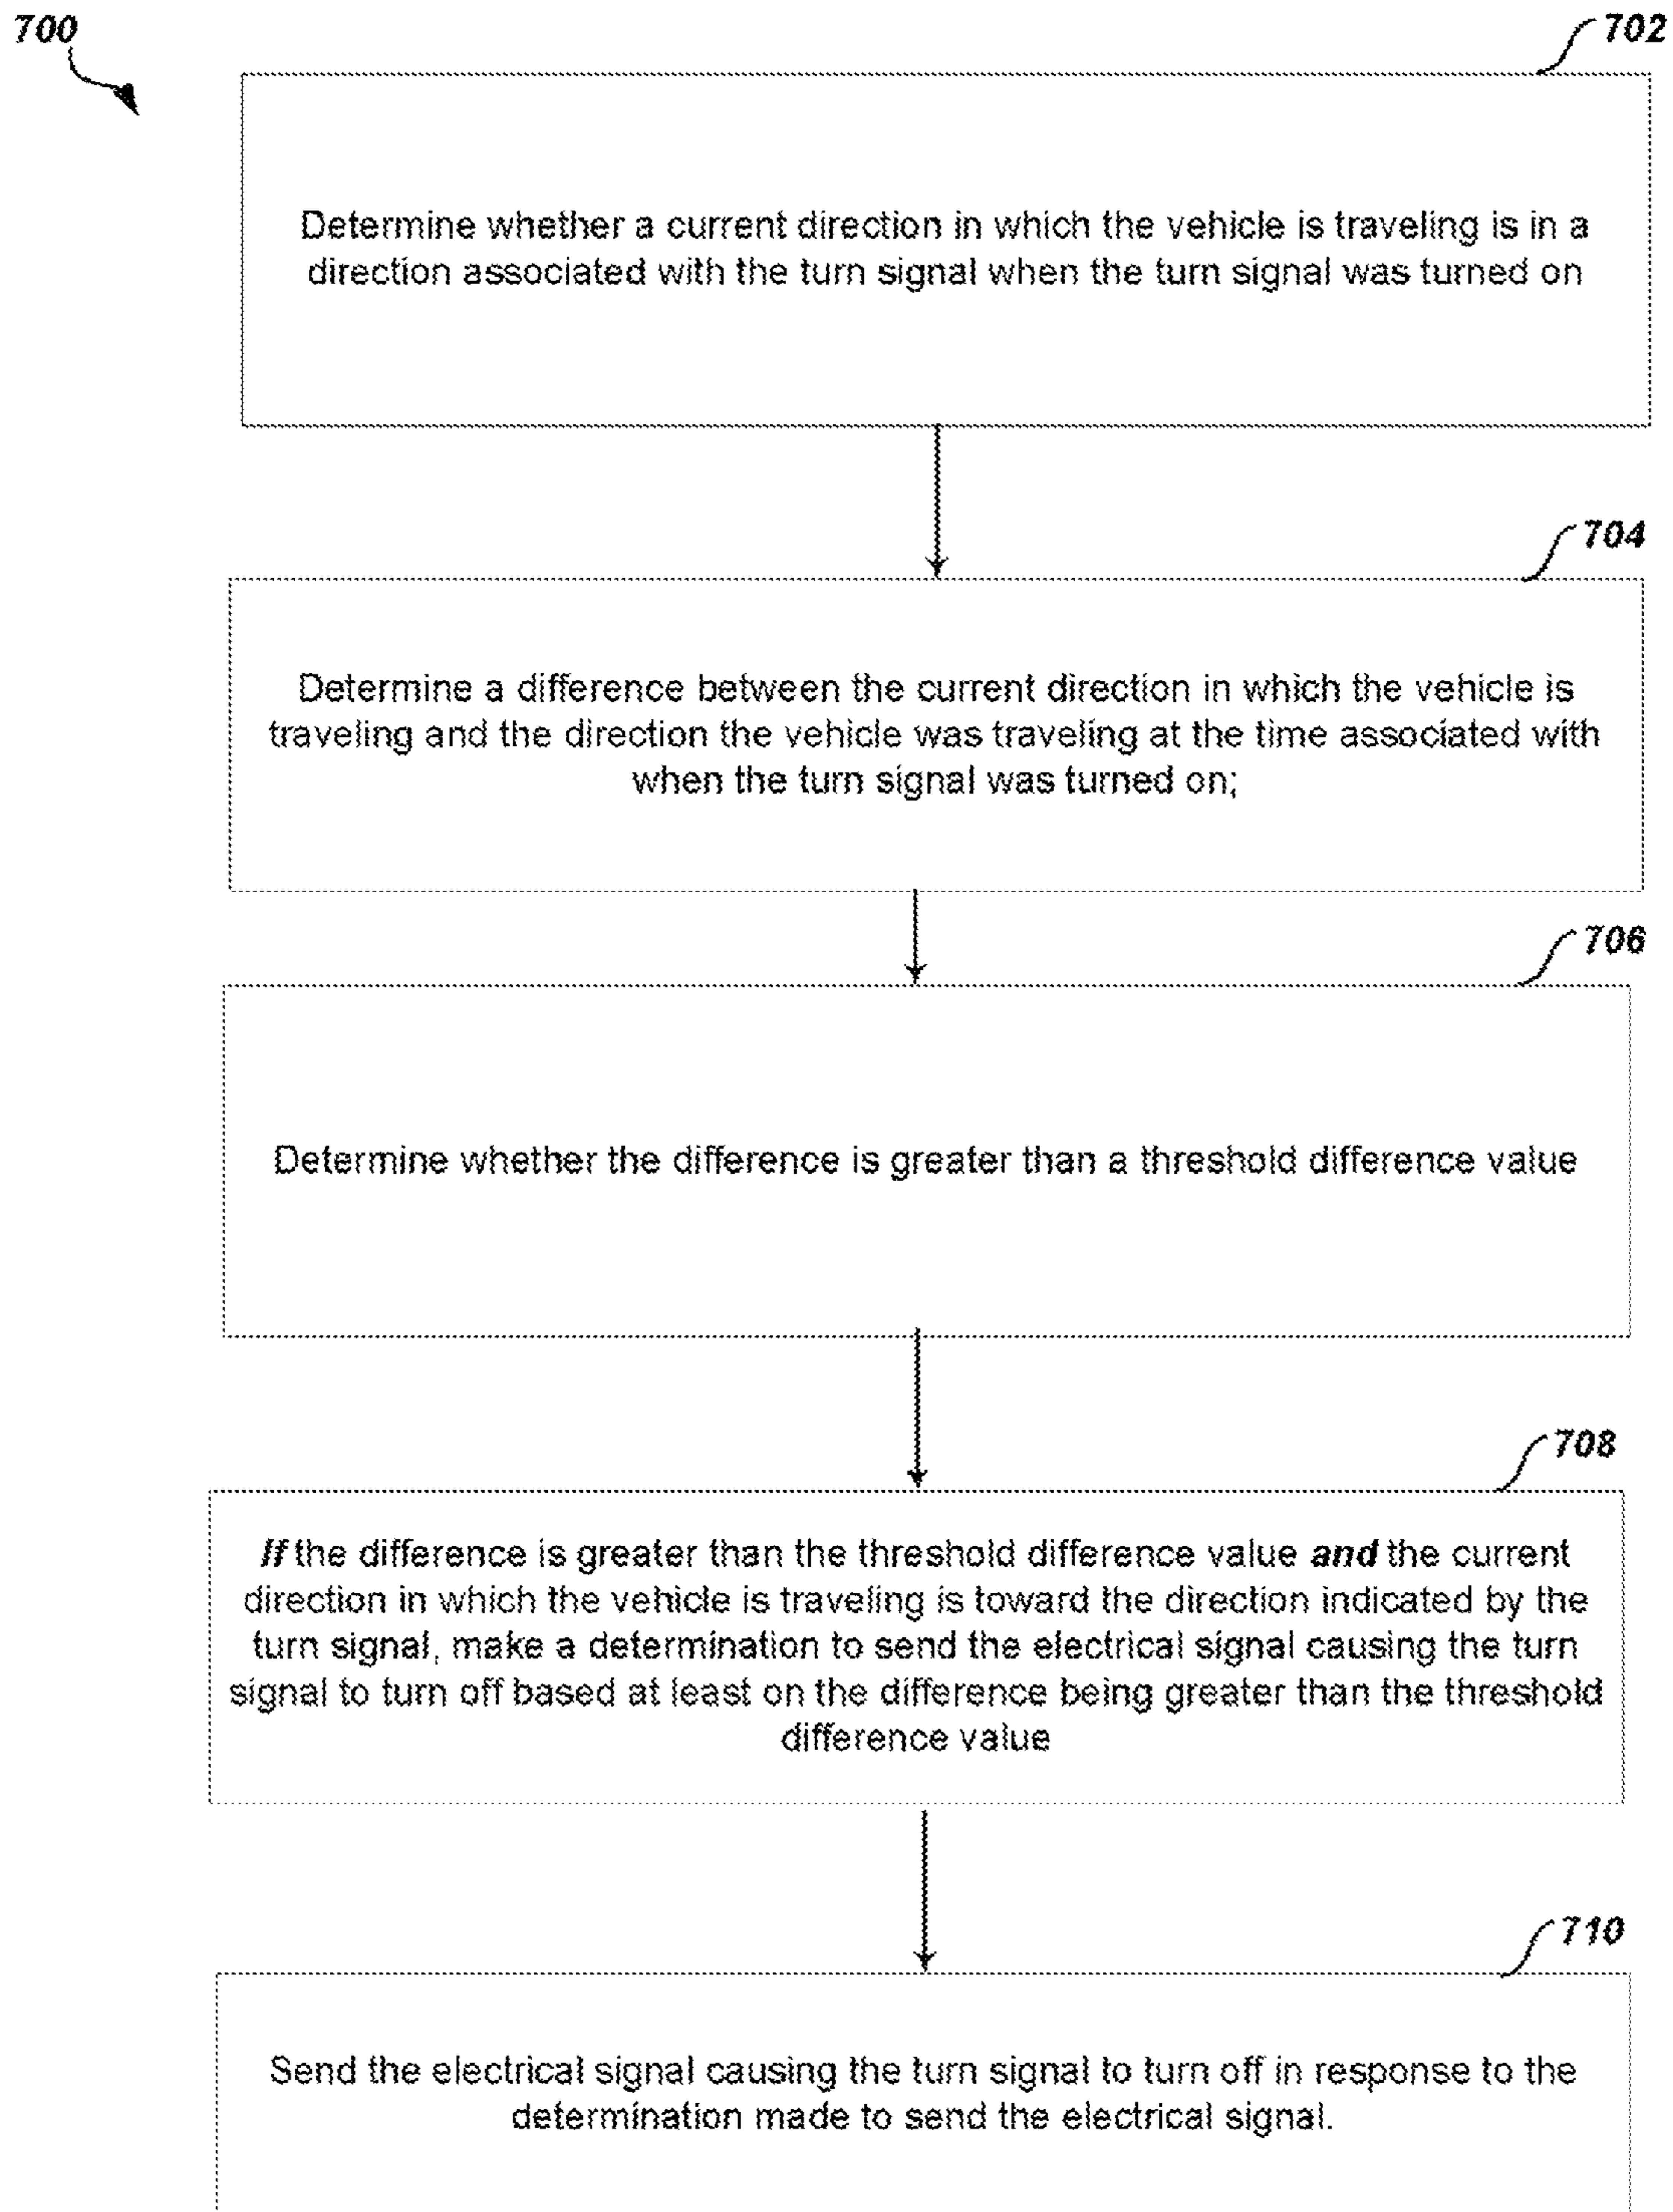 700
702
Determine whether a current direction in which the vehicle is traveling is in a
direction associated with the turn signal when the turn signal was turned on
704
Determine a difference between the current direction in which the vehicle is
traveling and the direction the vehicle was traveling at the time associated with
when the turn signal was turned on;
706
Determine whether the difference is greater than a threshold difference value
708
If the difference is greater than the threshold difference value and the current
direction in which the vehicle is traveling is toward the direction indicated by the
turn signal, make a determination to send the electrical signal causing the turn
signal to turn off based at least on the difference being greater than the threshold
difference value
710
Send the electrical signal causing the turn signal to turn off in response to the
determination made to send the electrical signal.